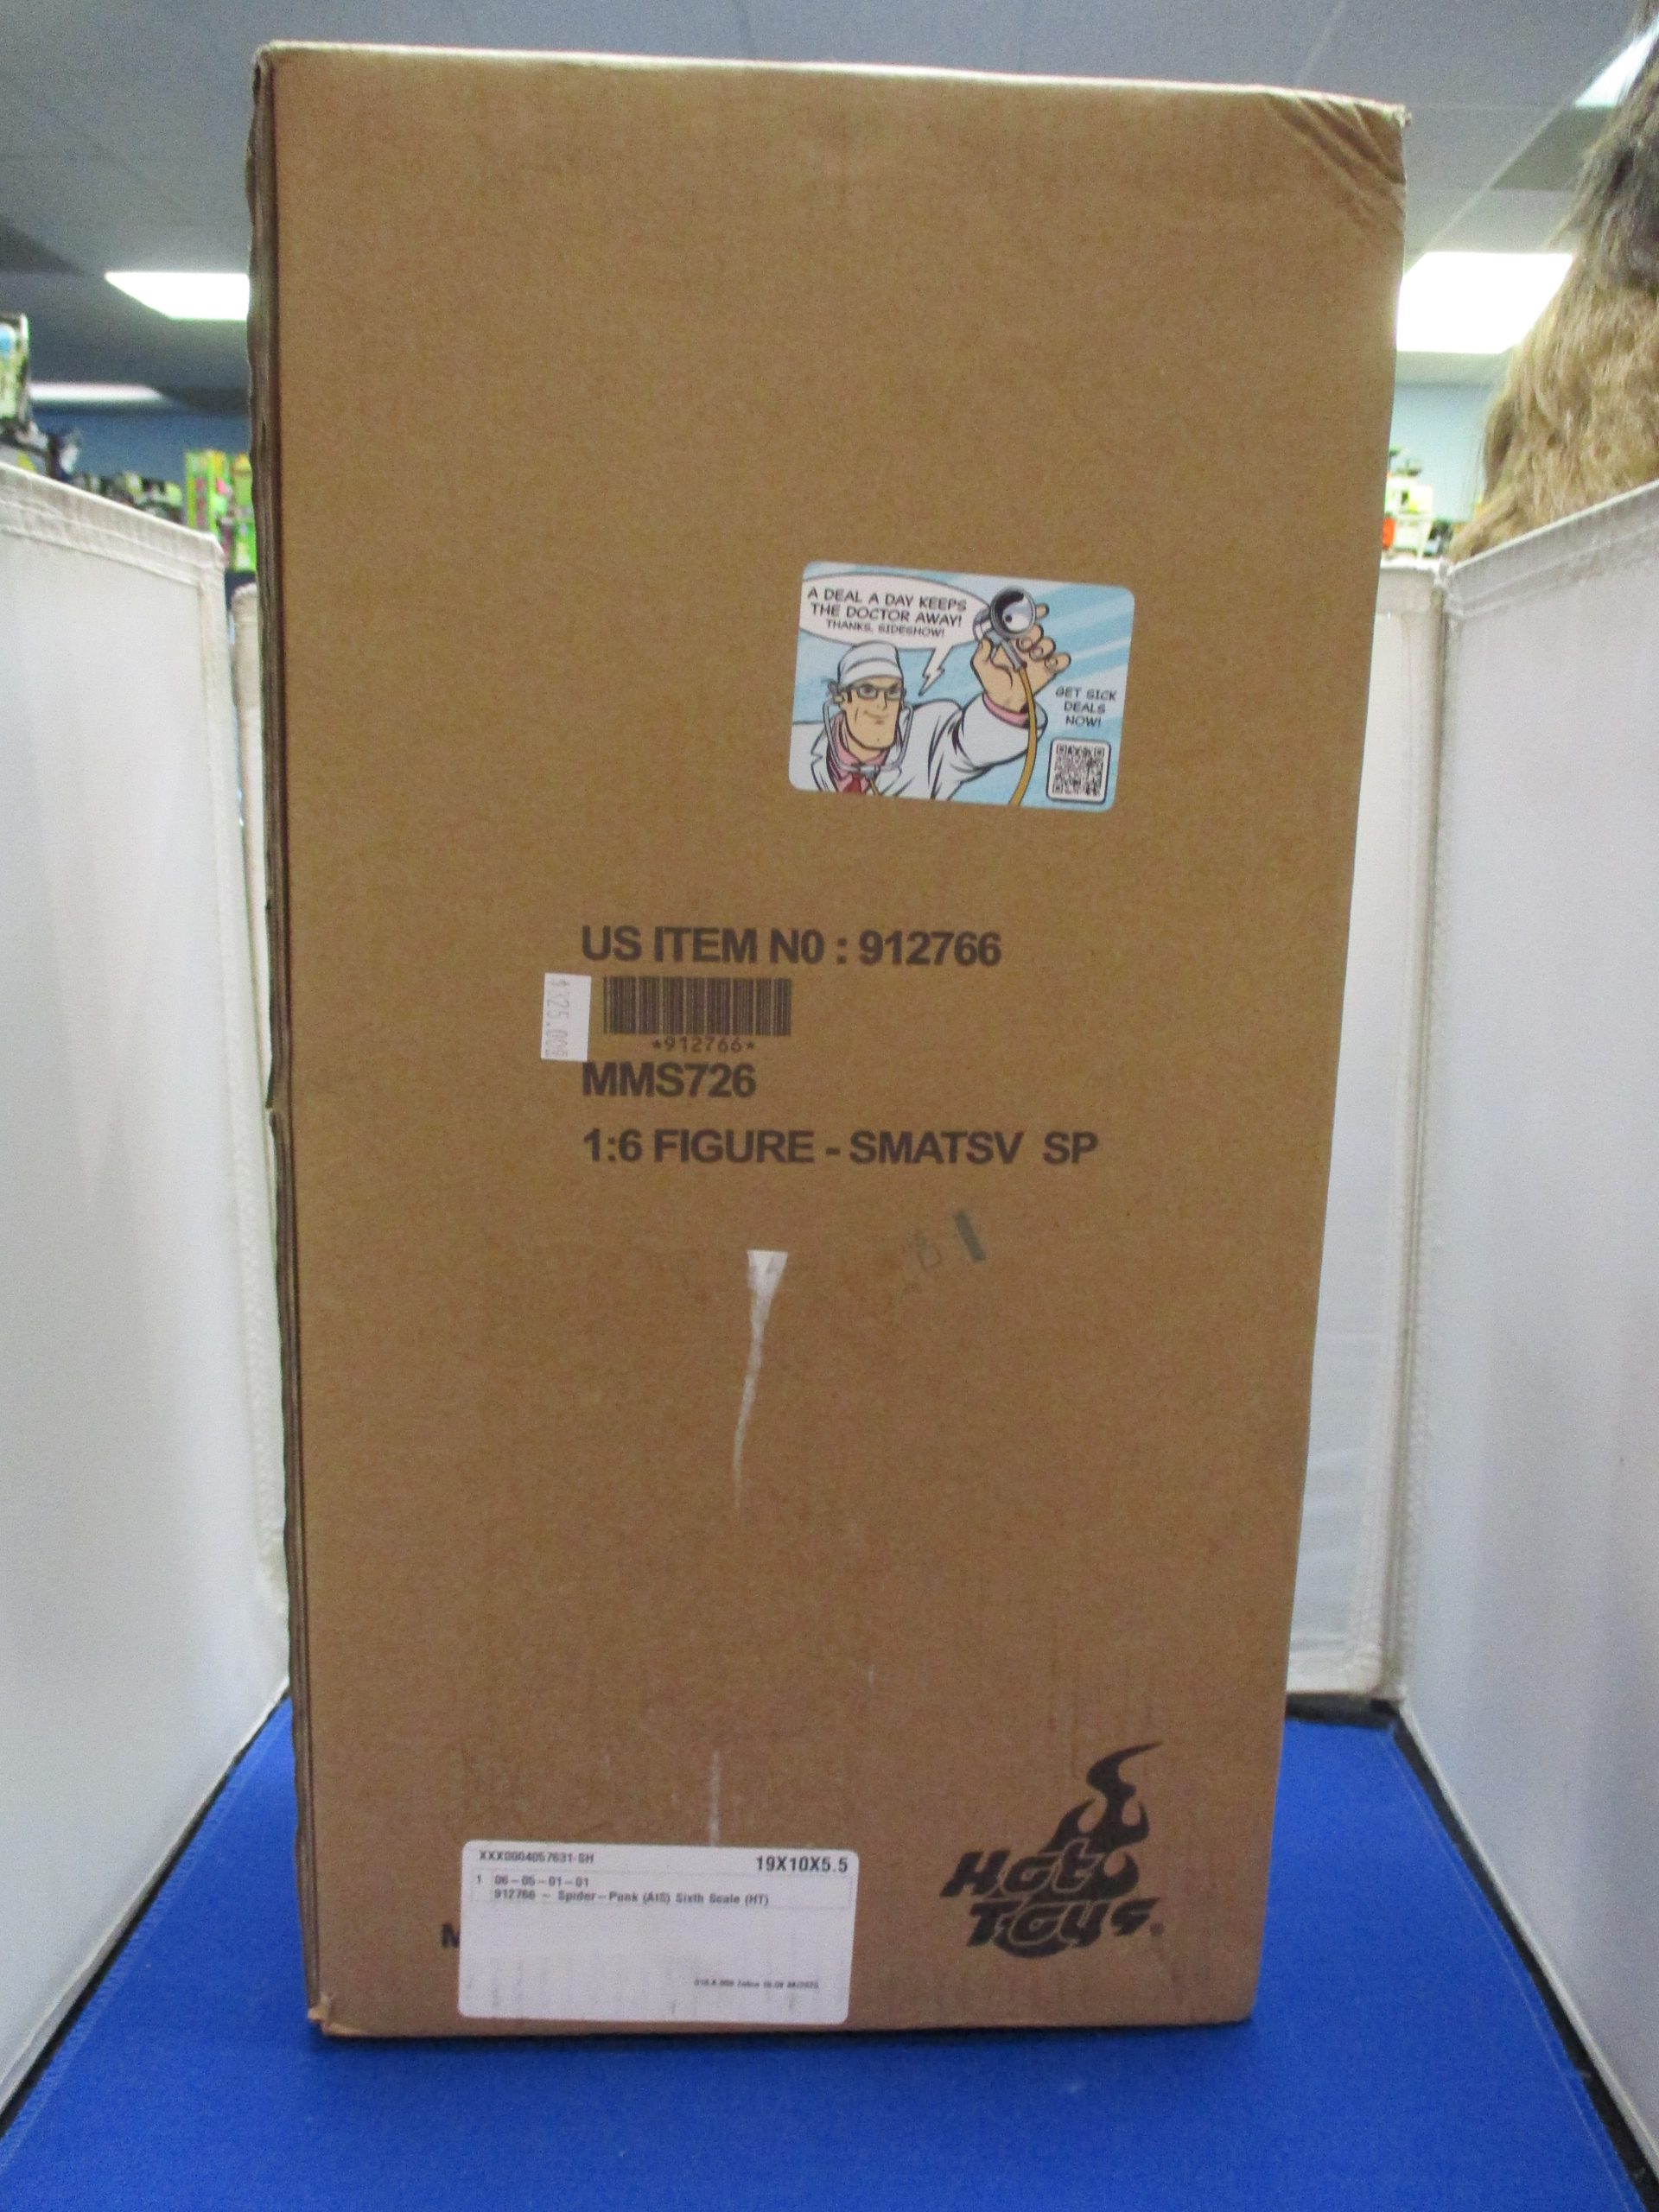 A DEAL A DAY KEEPS
THE DOCTOR AWAY!
THANKS, SIDESHOW!
GET SICK
DEALS
NOW!
US ITEM N0 : 912766
*912766*
MMS726
1:6 FIGURE - SMATSV SP
XXX0004057631-SH
19X10X5.5
1 06-05-01-01
912766 - Spider-Punk (AtS) Sixth Scale (HT)
M
Hot
Toys